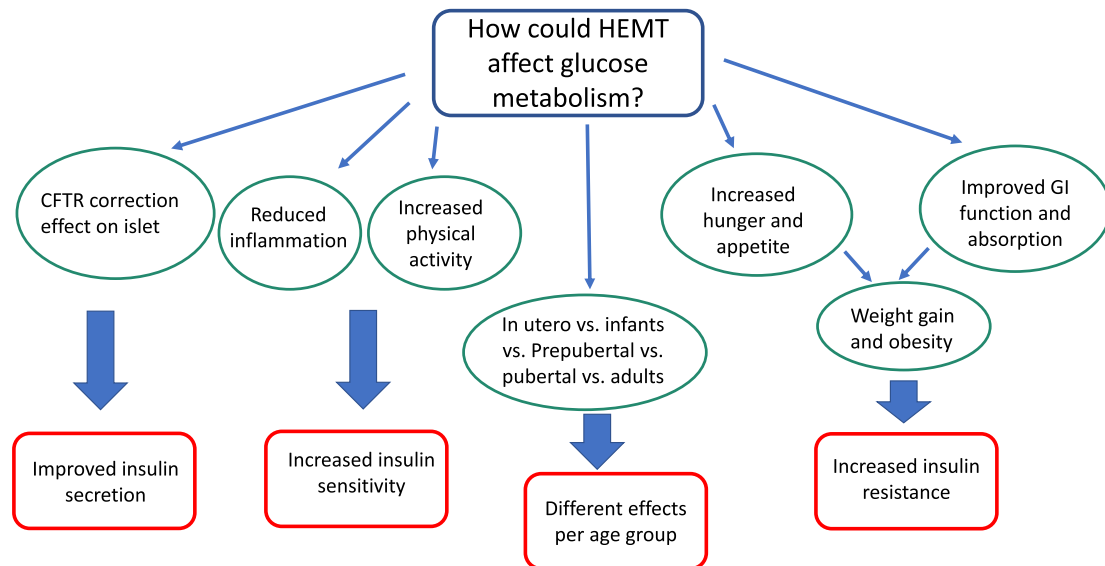 How could HEMT
affect glucose
metabolism?
CFTR correction
effect on islet
Reduced
inflammation
Increased
physical
activity
Increased
hunger and
appetite
Improved GI
function and
absorption
In utero vs. infants
vs. Prepubertal vs.
pubertal vs. adults
Weight gain
and obesity
Improved insulin
secretion
Increased insulin
sensitivity
Different effects
per age group
Increased insulin
resistance